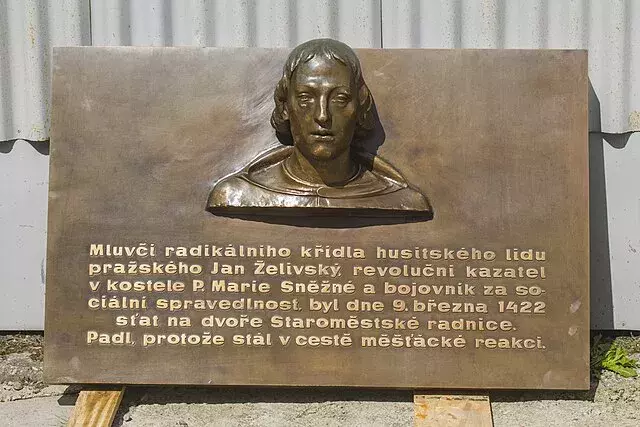 Mluvčí radikálního křídla husitského lidu
pražského Jan Želivský, revoluční kazatel
v kostele P. Marie Sněžné a bojovník za so-
ciální spravedlnost, byl dne 9. března 1422
sťat na dvoře Staroměstské radnice.
Padl, protože stál v cestě měšťácké reakci.